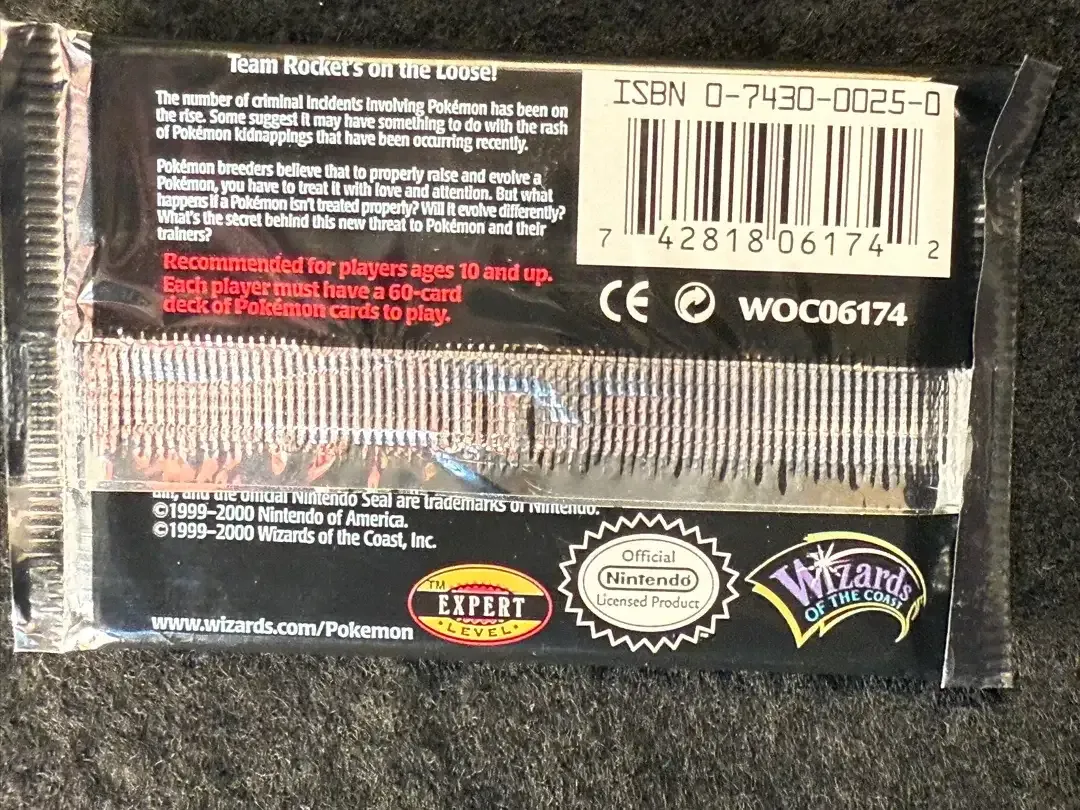 Team Rocket's on the Loose!
The number of criminal incidents involving Pokémon has been on
the rise. Some suggest it may have something to do with the rash
of Pokémon kidnappings that have been occurring recently.
Pokémon breeders believe that to properly raise and evolve a
Pokémon, you have to treat it with love and attention. But what
happens if a Pokémon isn't treated properly? Will it evolve differently?
What's the secret behind this new threat to Pokémon and their
trainers?
Recommended for players ages 10 and up.
Each player must have a 60-card
deck of Pokémon cards to play.
ISBN 0-7430-0025-0
7 42818 06174 2
CE WOC06174
and the official Nintendo Seal are trademarks of Nintendo.
©1999–2000 Nintendo of America.
©1999–2000 Wizards of the Coast, Inc.
www.wizards.com/Pokemon
TM
EXPERT
LEVEL
Official
Nintendo
Licensed Product
Wizards
OF THE COAST